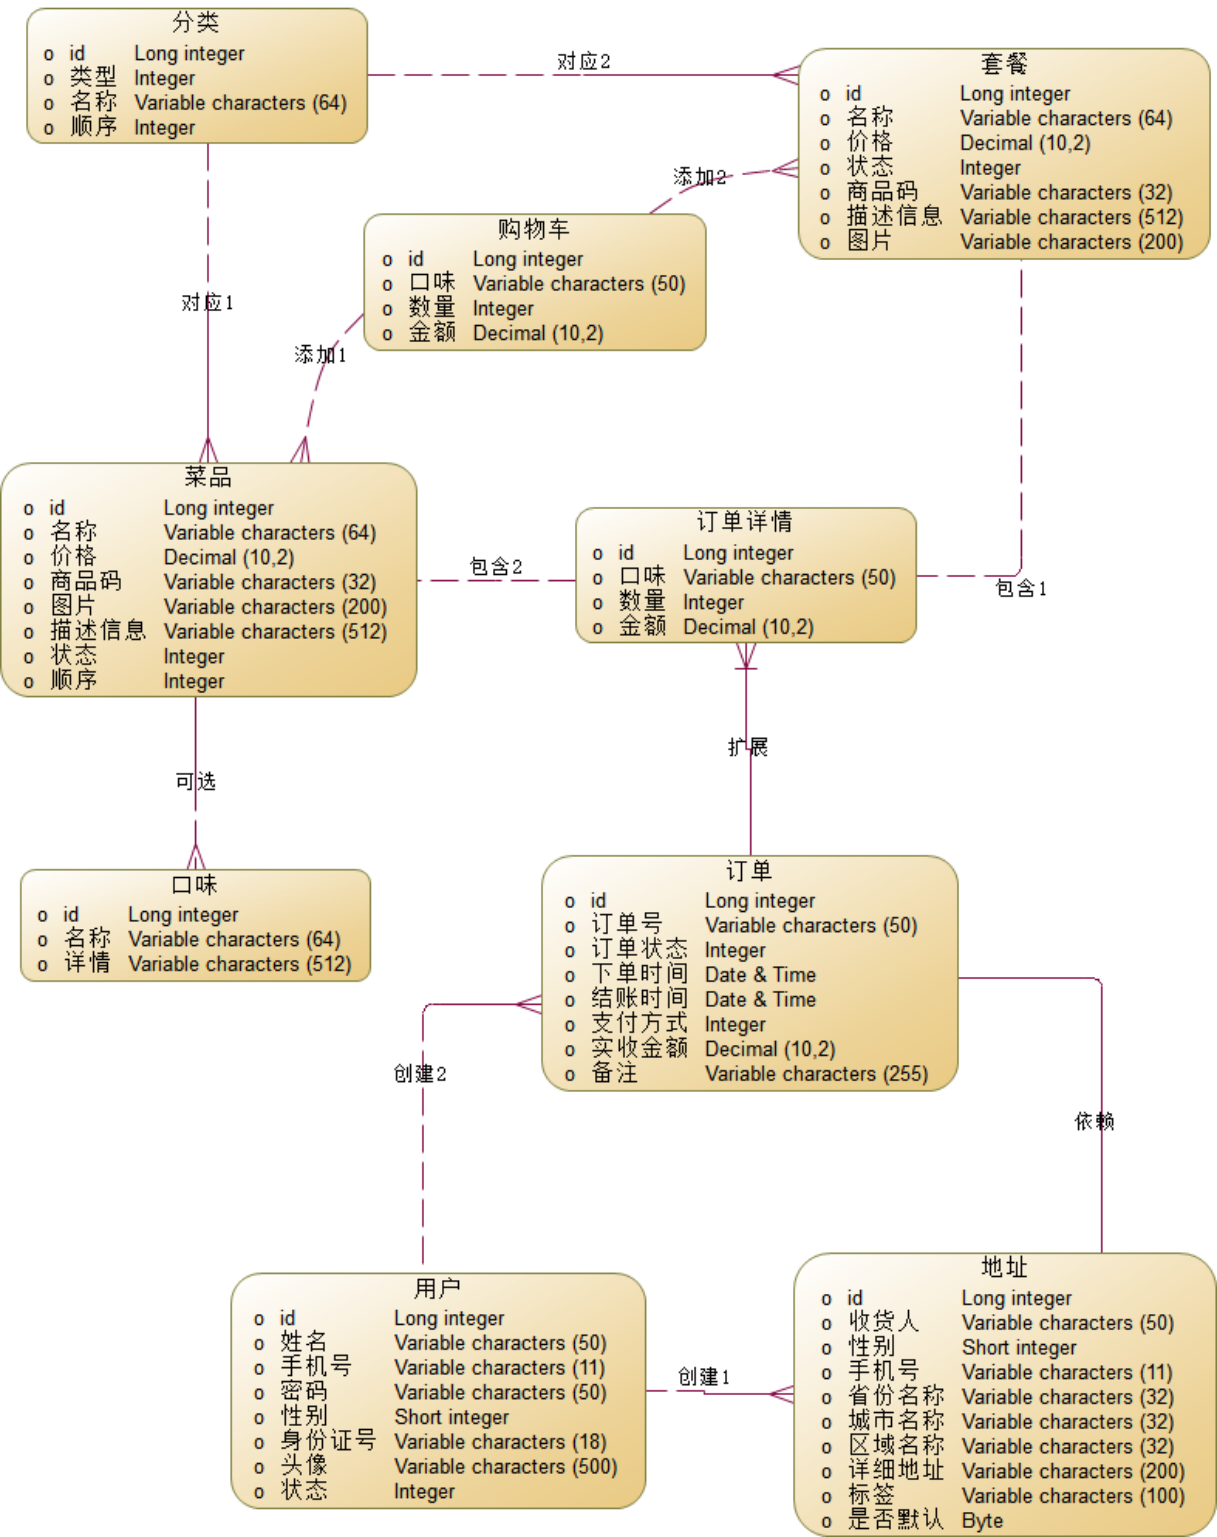 分类
o id Long integer
o 类型 Integer
o 名称 Variable characters (64)
o 顺序 Integer
对应2
套餐
o id Long integer
o 名称 Variable characters (64)
o 价格 Decimal (10,2)
o 状态 Integer
o 商品码 Variable characters (32)
o 描述信息 Variable characters (512)
o 图片 Variable characters (200)
添加2
购物车
o id Long integer
o 口味 Variable characters (50)
o 数量 Integer
o 金额 Decimal (10,2)
对应1
添加1
菜品
o id Long integer
o 名称 Variable characters (64)
o 价格 Decimal (10,2)
o 商品码 Variable characters (32)
o 图片 Variable characters (200)
o 描述信息 Variable characters (512)
o 状态 Integer
o 顺序 Integer
包含2
订单详情
o id Long integer
o 口味 Variable characters (50)
o 数量 Integer
o 金额 Decimal (10,2)
包含1
扩展
可选
口味
o id Long integer
o 名称 Variable characters (64)
o 详情 Variable characters (512)
订单
o id Long integer
o 订单号 Variable characters (50)
o 订单状态 Integer
o 下单时间 Date & Time
o 结账时间 Date & Time
o 支付方式 Integer
o 实收金额 Decimal (10,2)
o 备注 Variable characters (255)
创建2
依赖
用户
o id Long integer
o 姓名 Variable characters (50)
o 手机号 Variable characters (11)
o 密码 Variable characters (50)
o 性别 Short integer
o 身份证号 Variable characters (18)
o 头像 Variable characters (500)
o 状态 Integer
创建1
地址
o id Long integer
o 收货人 Variable characters (50)
o 性别 Short integer
o 手机号 Variable characters (11)
o 省份名称 Variable characters (32)
o 城市名称 Variable characters (32)
o 区域名称 Variable characters (32)
o 详细地址 Variable characters (200)
o 标签 Variable characters (100)
o 是否默认 Byte